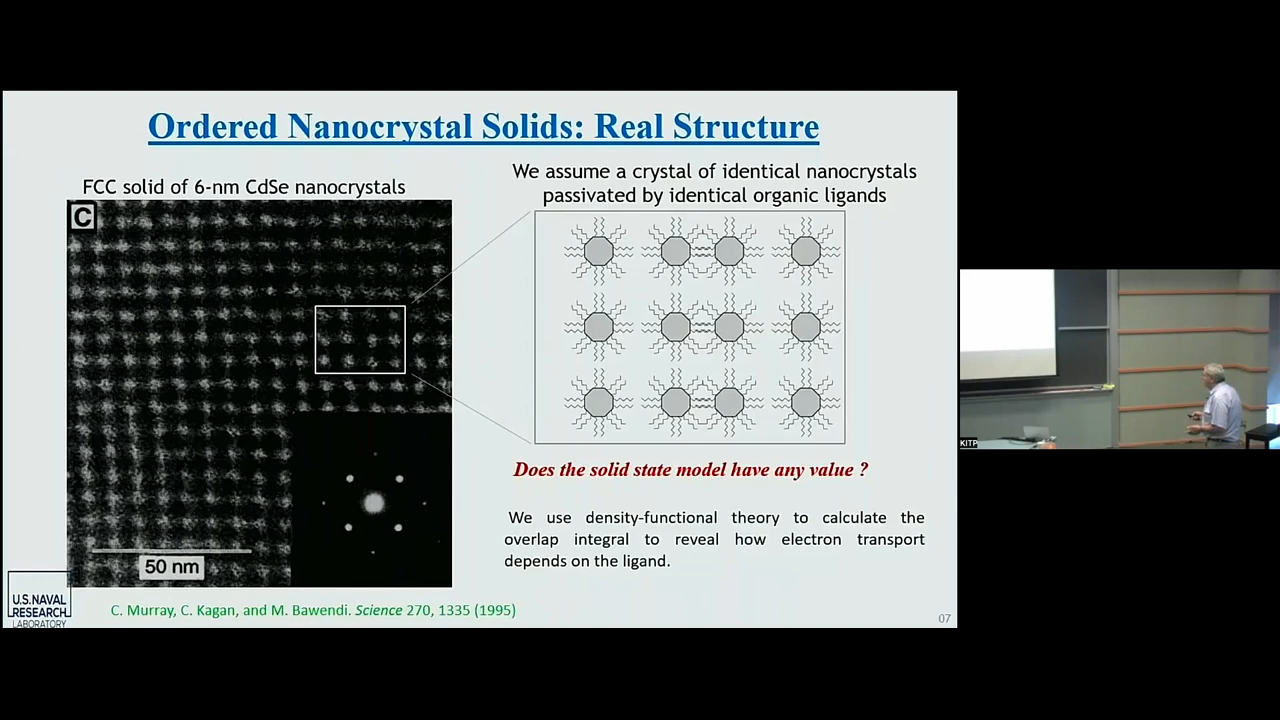 Ordered Nanocrystal Solids: Real Structure
FCC solid of 6-nm CdSe nanocrystals
C
50 nm
We assume a crystal of identical nanocrystals
passivated by identical organic ligands
Does the solid state model have any value ?
We use density-functional theory to calculate the
overlap integral to reveal how electron transport
depends on the ligand.
U.S. NAVAL
RESEARCH
LABORATORY
C. Murray, C. Kagan, and M. Bawendi. Science 270, 1335 (1995)
07
KITP